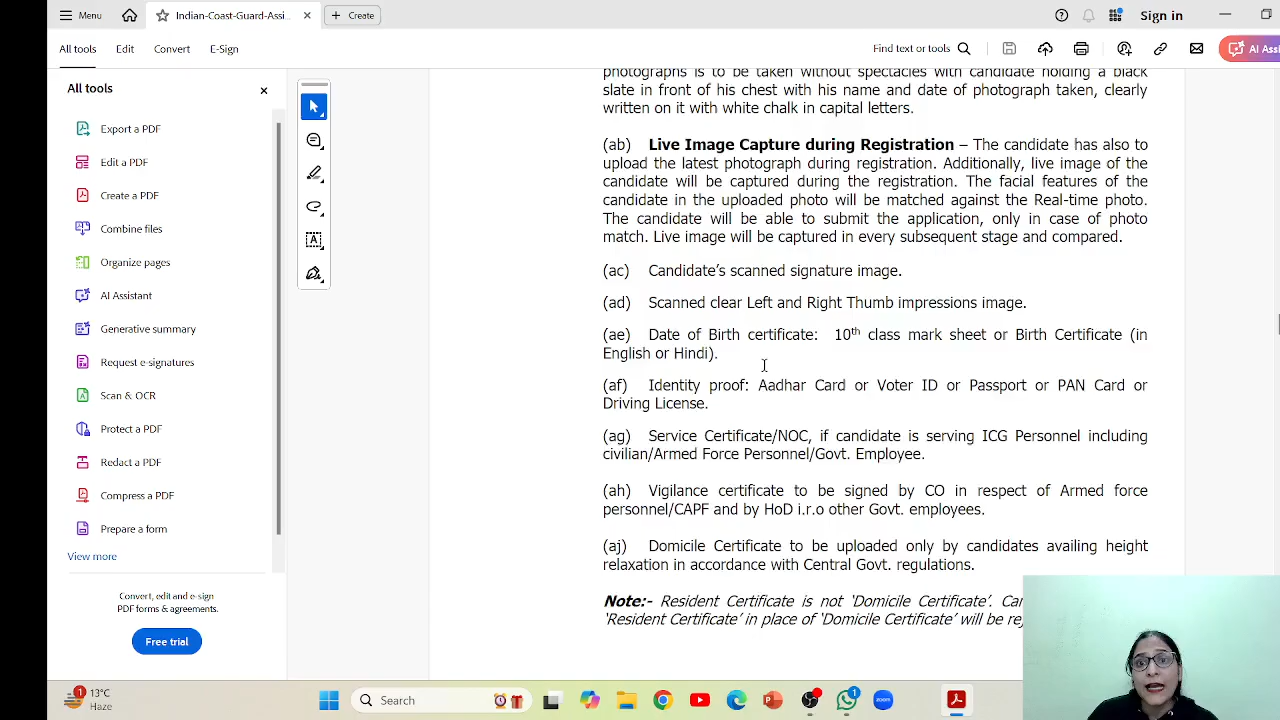 Menu
Indian-Coast-Guard-Assi...
Create
Sign in
All tools
Edit
Convert
E-Sign
Find text or tools
AI Assi
All tools
Export a PDF
Edit a PDF
Create a PDF
Combine files
Organize pages
AI Assistant
Generative summary
Request e-signatures
Scan & OCR
Protect a PDF
Redact a PDF
Compress a PDF
Prepare a form
View more
Convert, edit and e-sign
PDF forms & agreements.
Free trial
photographs is to be taken without spectacles with candidate holding a black
slate in front of his chest with his name and date of photograph taken, clearly
written on it with white chalk in capital letters.
(ab) Live Image Capture during Registration – The candidate has also to
upload the latest photograph during registration. Additionally, live image of the
candidate will be captured during the registration. The facial features of the
candidate in the uploaded photo will be matched against the Real-time photo.
The candidate will be able to submit the application, only in case of photo
match. Live image will be captured in every subsequent stage and compared.
(ac) Candidate's scanned signature image.
(ad) Scanned clear Left and Right Thumb impressions image.
(ae) Date of Birth certificate: 10th class mark sheet or Birth Certificate (in
English or Hindi).
(af) Identity proof: Aadhar Card or Voter ID or Passport or PAN Card or
Driving License.
(ag) Service Certificate/NOC, if candidate is serving ICG Personnel including
civilian/Armed Force Personnel/Govt. Employee.
(ah) Vigilance certificate to be signed by CO in respect of Armed force
personnel/CAPF and by HoD i.r.o other Govt. employees.
(aj) Domicile Certificate to be uploaded only by candidates availing height
relaxation in accordance with Central Govt. regulations.
Note:- Resident Certificate is not 'Domicile Certificate'.
'Resident Certificate' in place of 'Domicile Certificate' will be
1
13°C
Haze
Search
1
zoom